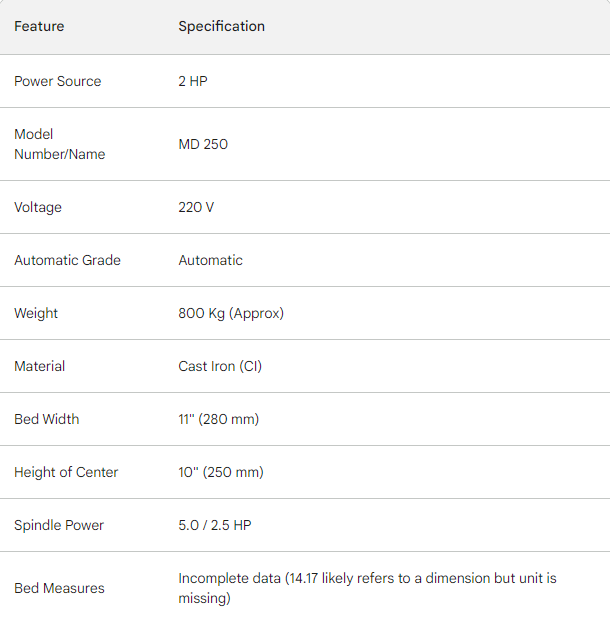 Feature Specification
Power Source 2 HP
Model
Number/Name MD 250
Voltage 220 V
Automatic Grade Automatic
Weight 800 Kg (Approx)
Material Cast Iron (CI)
Bed Width 11" (280 mm)
Height of Center 10" (250 mm)
Spindle Power 5.0 / 2.5 HP
Bed Measures Incomplete data (14.17 likely refers to a dimension but unit is
missing)